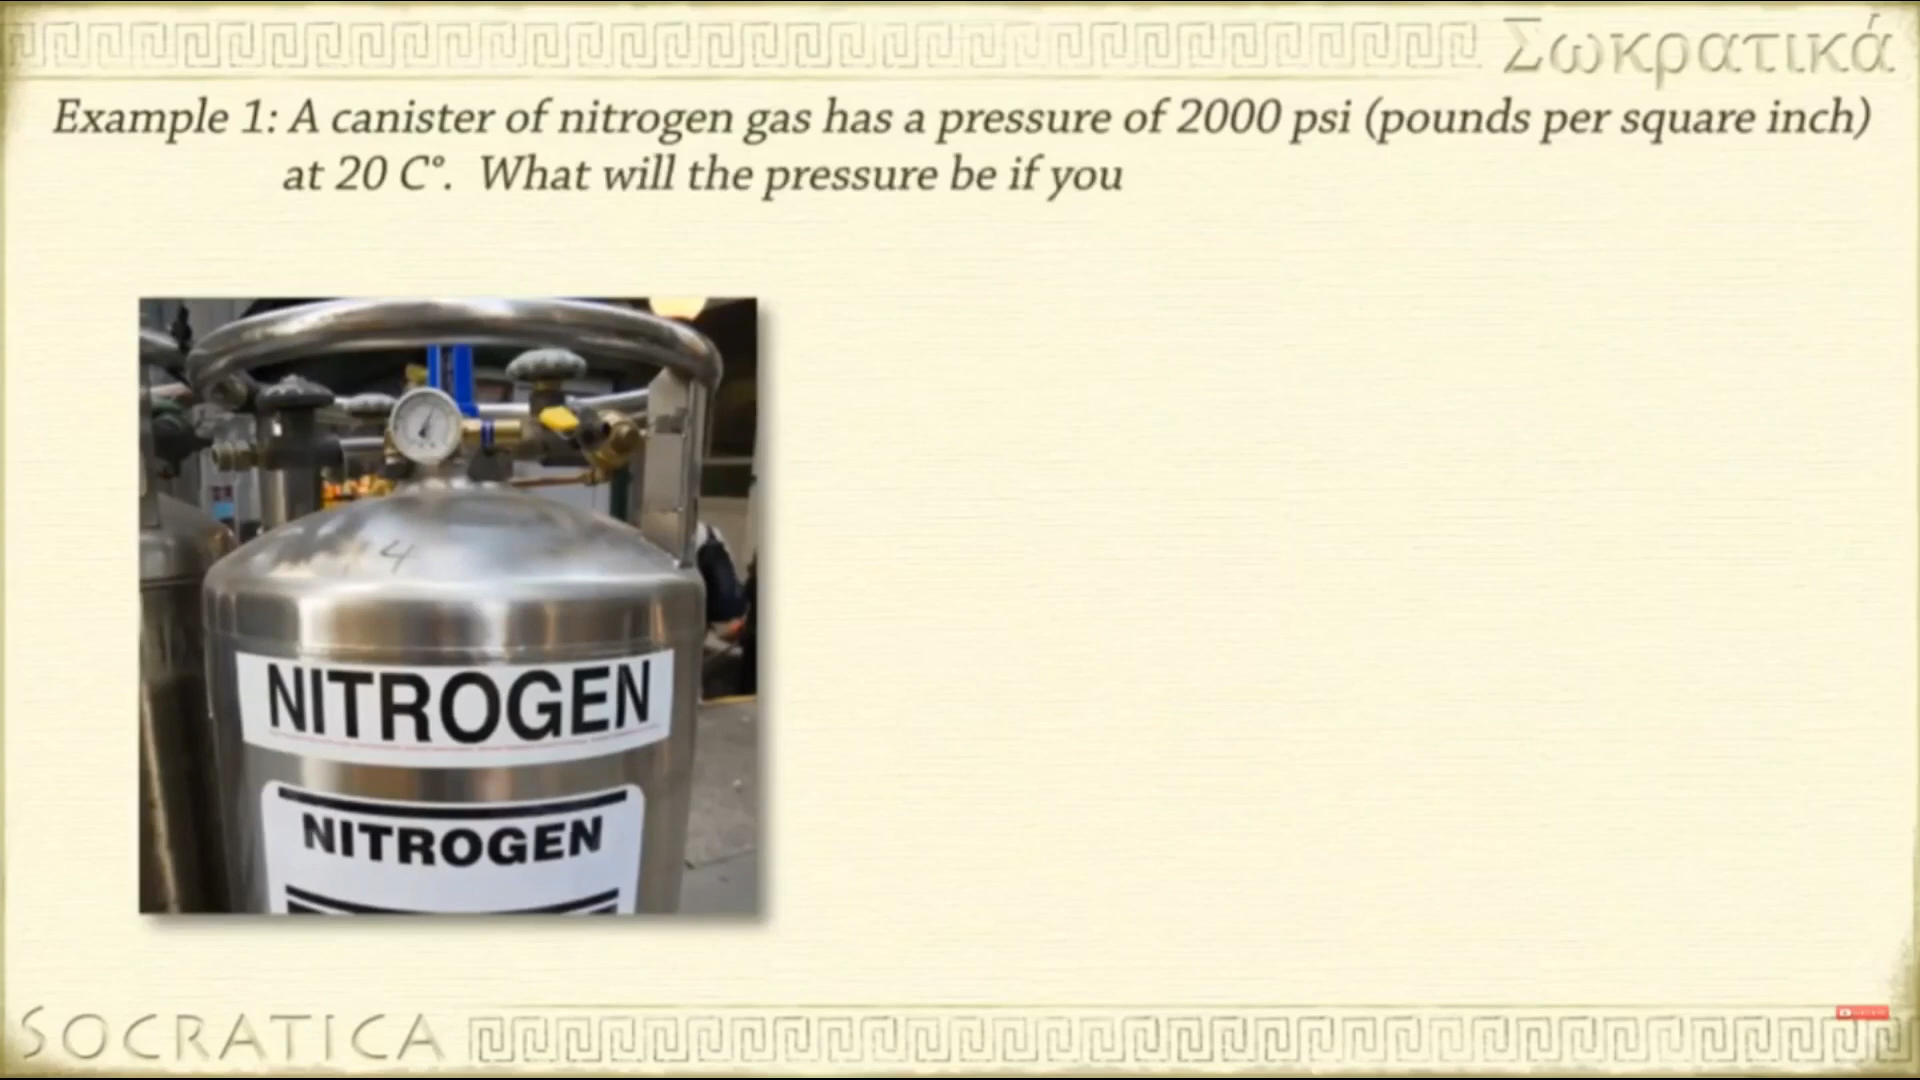 Σωκρατικά
Example 1: A canister of nitrogen gas has a pressure of 2000 psi (pounds per square inch)
at 20 C°. What will the pressure be if you
4
NITROGEN
NITROGEN
SOCRATICA